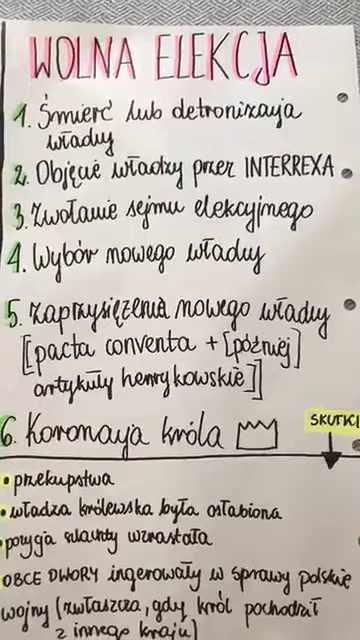 WOLNA ELEKCJA
1. Śmierć lub detronizacja
władcy
2. Objęcie władzy przez INTERREXA
3. Zwołanie sejmu elekcyjnego
4. Wybór nowego władcy
5. Zaprzysiężenia nowego władcy
[pacta conventa + [później]
artykuły henrykowskie]]
6. Koronacja króla
SKUTKI
• przekupstwa
• władza królewska była osłabiona
• pozycja szlachty wzrastała
• OBCE DWORY ingerowały w sprawy polskie
wojny (zwłaszcza, gdy król pochodził
z innego kraju)